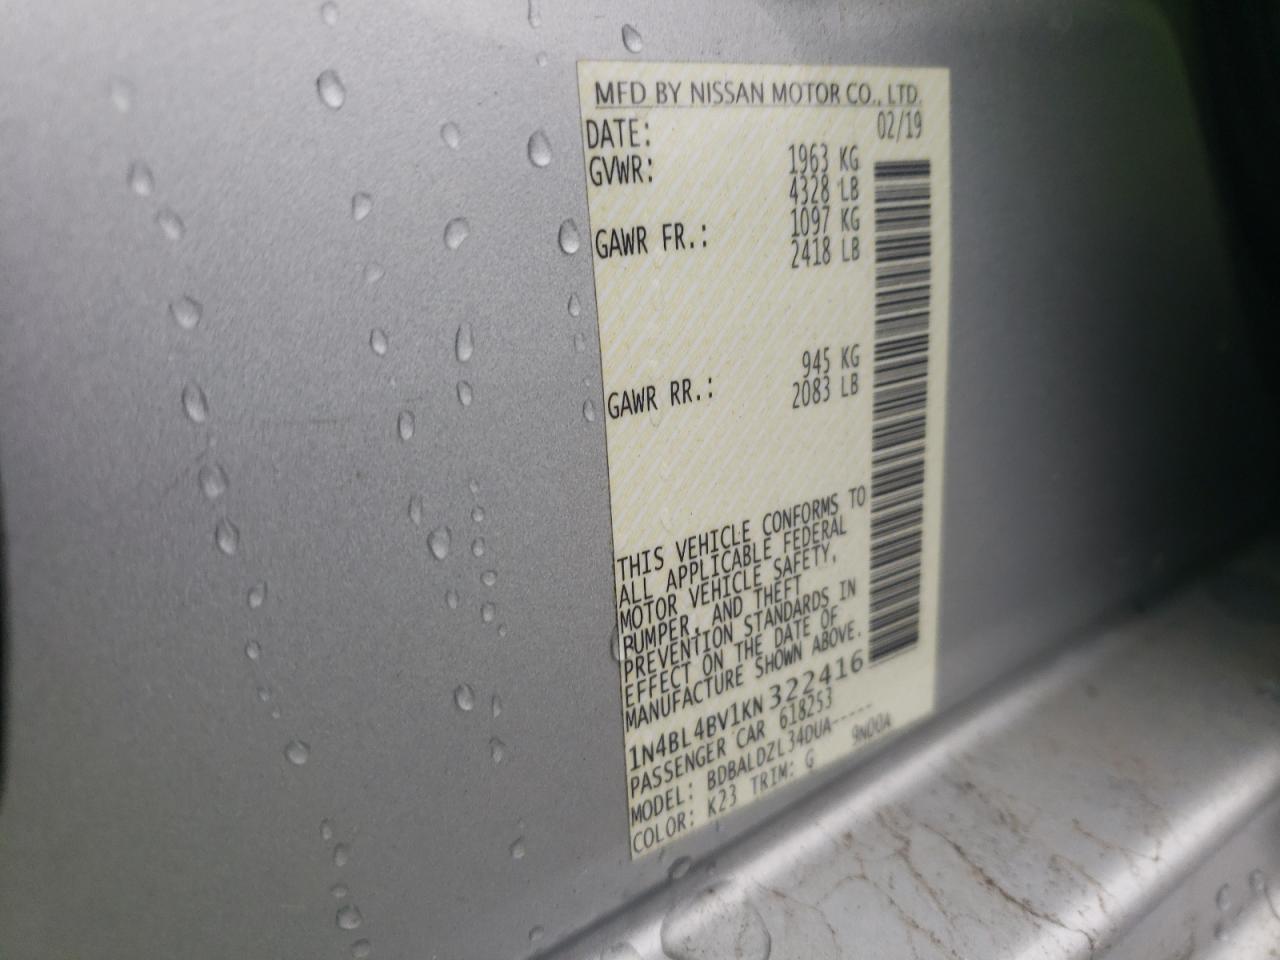 MFD BY NISSAN MOTOR CO., LTD.
DATE: 02/19
GVWR: 1963 KG
4328 LB
GAWR FR.: 1097 KG
2418 LB
GAWR RR.: 945 KG
2083 LB
THIS VEHICLE CONFORMS TO
ALL APPLICABLE FEDERAL
MOTOR VEHICLE SAFETY,
BUMPER, AND THEFT
PREVENTION STANDARDS IN
EFFECT ON THE DATE OF
MANUFACTURE SHOWN ABOVE.
1N4BL4BV1KN322416
PASSENGER CAR 618253
MODEL: BDBALDZL34DUA-----
COLOR: K23 TRIM: G 9N00A